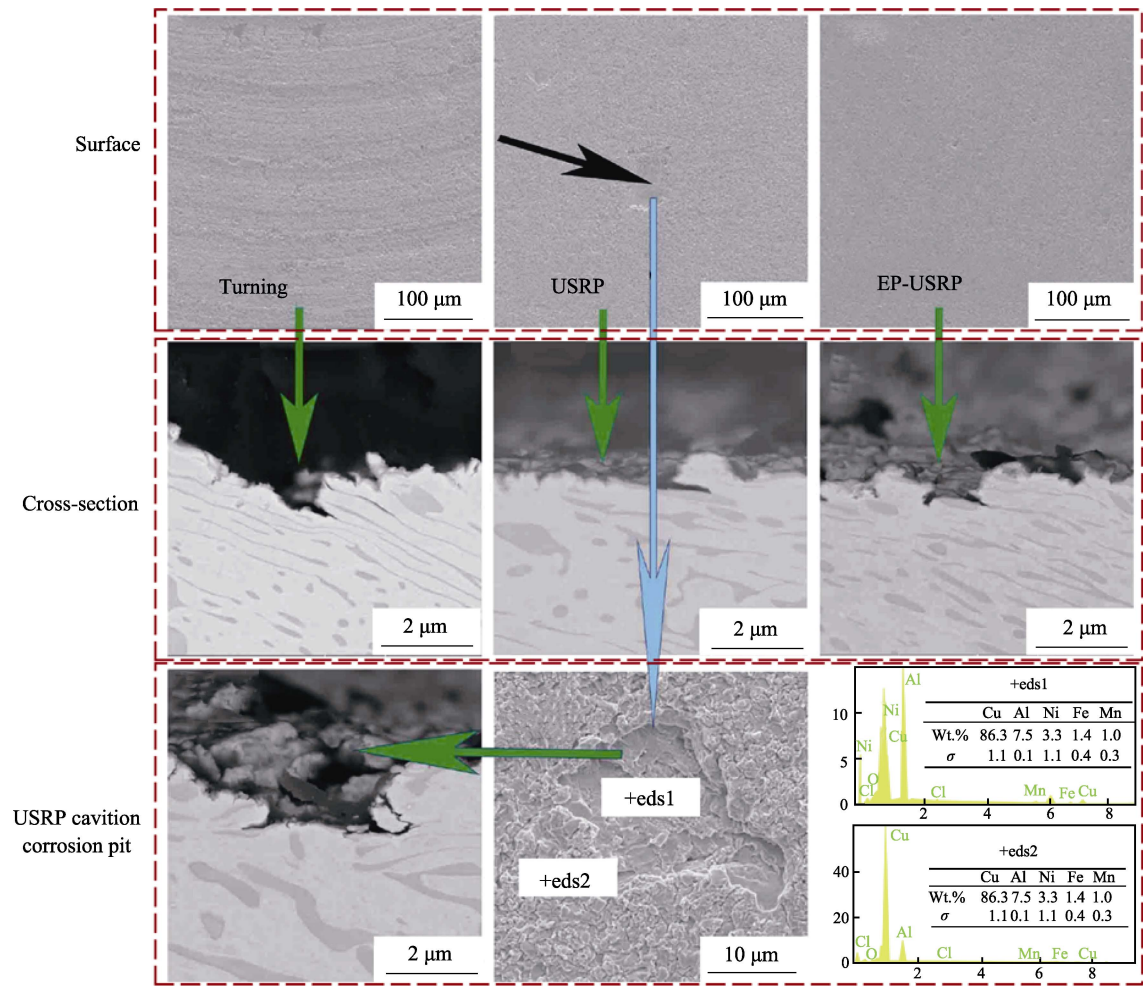 Surface
Turning
100 μm
USRP
100 μm
EP-USRP
100 μm
Cross-section
2 μm
2 μm
2 μm
USRP cavition
corrosion pit
2 μm
+eds1
+eds2
10 μm
+eds1
Cu Al Ni Fe Mn
Wt.% 86.3 7.5 3.3 1.4 1.0
σ 1.1 0.1 1.1 0.4 0.3
Al
Ni
Cu
Ni
O
Cl
Cl
Mn
Fe
Cu
10
5
0
2 4 6 8
+eds2
Cu Al Ni Fe Mn
Wt.% 86.3 7.5 3.3 1.4 1.0
σ 1.1 0.1 1.1 0.4 0.3
Cu
Al
Cl
O
Cl
Mn
Fe
Cu
40
20
0
2 4 6 8